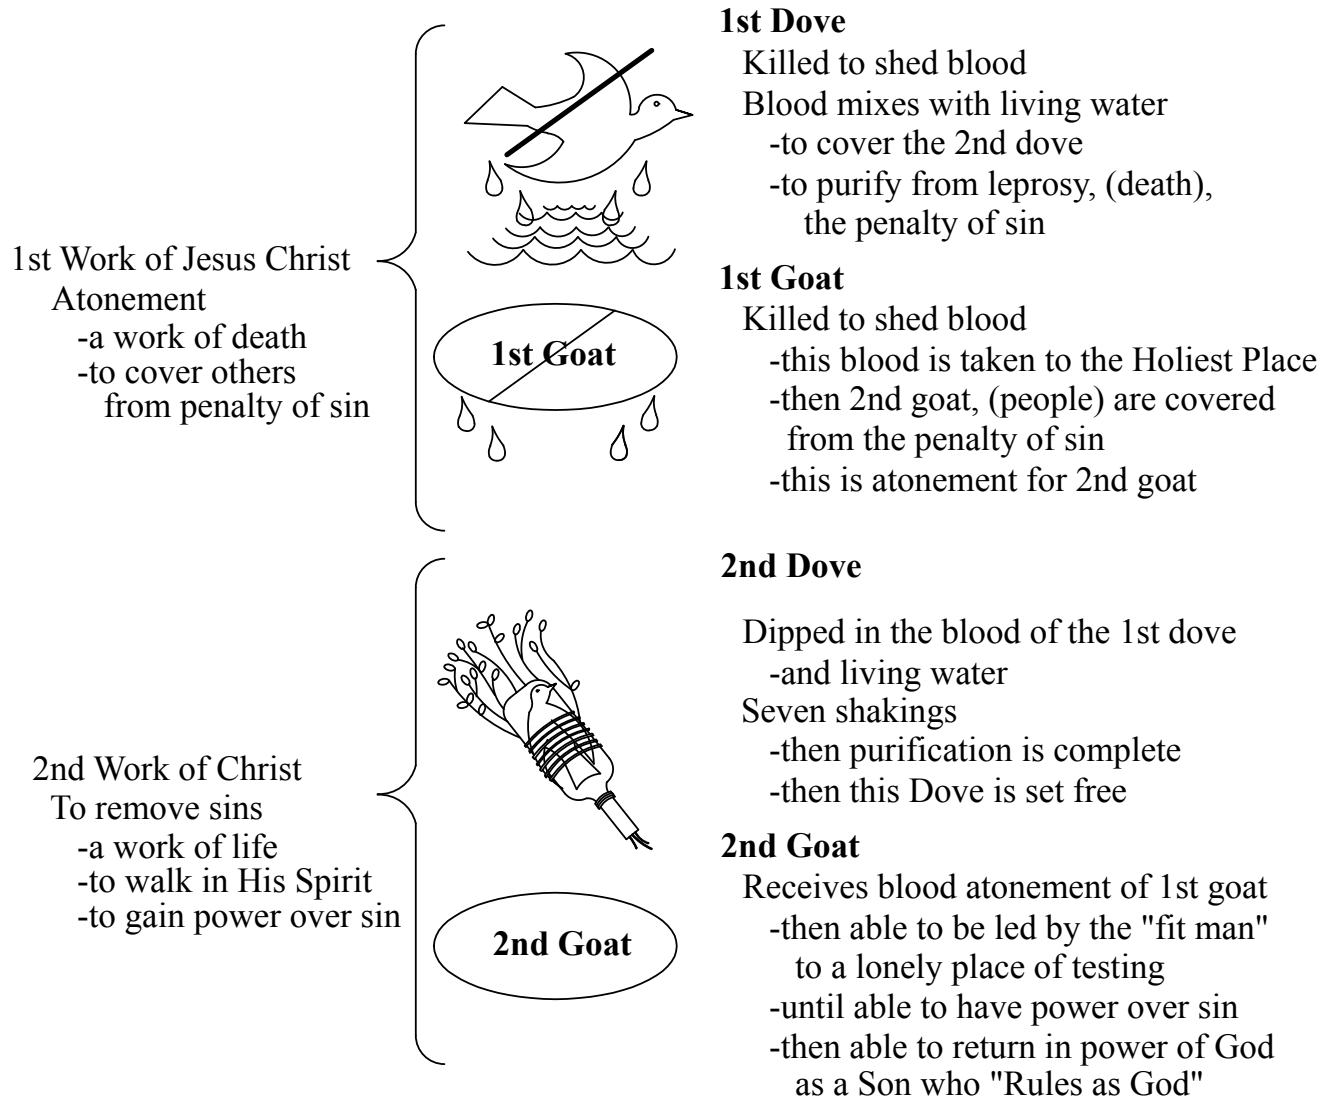 1st Work of Jesus Christ
Atonement
-a work of death
-to cover others
from penalty of sin
1st Dove
Killed to shed blood
Blood mixes with living water
-to cover the 2nd dove
-to purify from leprosy, (death),
the penalty of sin
1st Goat
1st Goat
Killed to shed blood
-this blood is taken to the Holiest Place
-then 2nd goat, (people) are covered
from the penalty of sin
-this is atonement for 2nd goat
2nd Work of Christ
To remove sins
-a work of life
-to walk in His Spirit
-to gain power over sin
2nd Dove
Dipped in the blood of the 1st dove
-and living water
Seven shakings
-then purification is complete
-then this Dove is set free
2nd Goat
2nd Goat
Receives blood atonement of 1st goat
-then able to be led by the "fit man"
to a lonely place of testing
-until able to have power over sin
-then able to return in power of God
as a Son who "Rules as God"